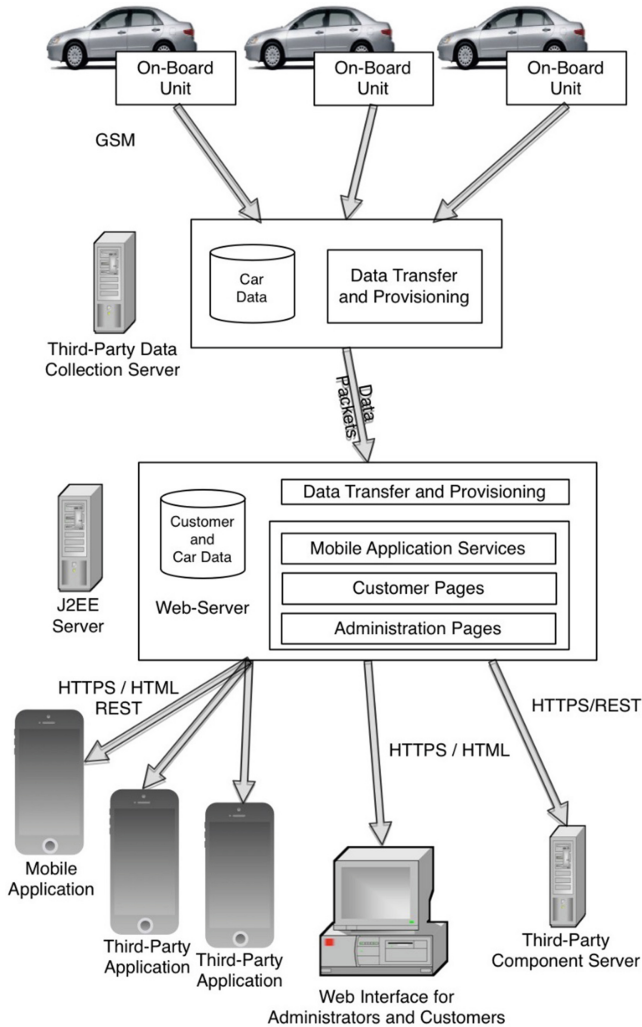 On-Board
Unit
On-Board
Unit
On-Board
Unit
GSM
Car
Data
Data Transfer
and Provisioning
Third-Party Data
Collection Server
Data
Packets
Data Transfer and Provisioning
Customer
and
Car Data
Mobile Application Services
Customer Pages
Web-Server
Administration Pages
J2EE
Server
HTTPS / HTML
REST
HTTPS / HTML
HTTPS/REST
Mobile
Application
Third-Party
Application
Third-Party
Application
Web Interface for
Administrators and Customers
Third-Party
Component Server